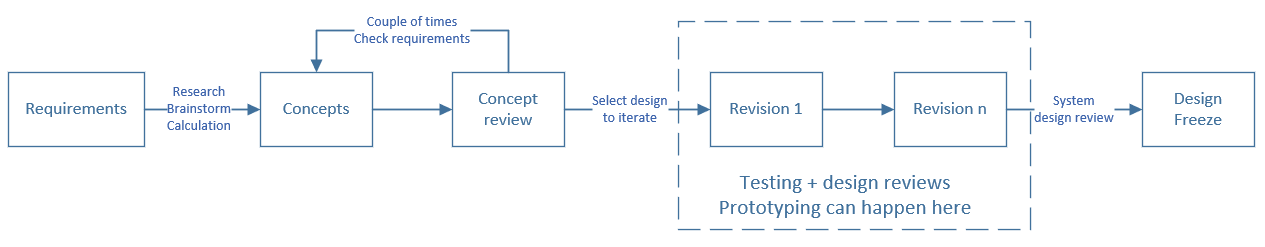 Couple of times
Check requirements
Requirements
Research
Brainstorm
Calculation
Concepts
Concept
review
Select design
to iterate
Revision 1
Revision n
System
design review
Design
Freeze
Testing + design reviews
Prototyping can happen here